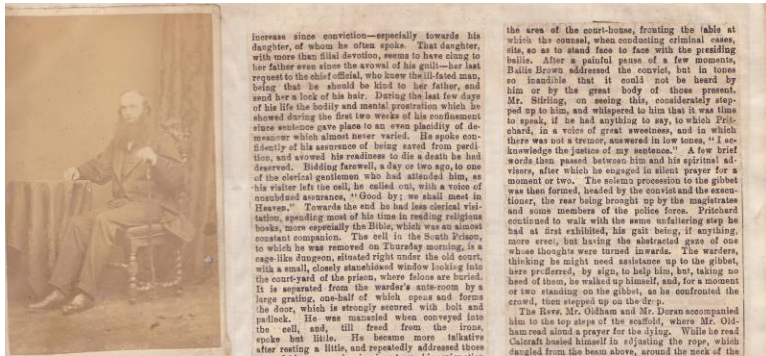 increase since conviction—especially towards his
daughter, of whom he often spoke. That daughter,
with more than filial devotion, seems to have clung to
her father even since the avowal of his guilt—her last
request to the chief official, who knew the ill-fated man,
being that he should be kind to her father, and
send her a lock of his hair. During the last few days
of his life the bodily and mental prostration which he
showed during the first two weeks of his confinement
since sentence gave place to an even placidity of de-
meanour which almost never varied. He spoke con-
fidently of his assurance of being saved from perdi-
tion, and avowed his readiness to die a death he had
deserved. Bidding farewell, a day or two ago, to one
of the clerical gentlemen who had attended him, as
his visiter left the cell, he called out, with a voice of
unsubdued assurance, "Good by; we shall meet in
Heaven." Towards the end he had less clerical visi-
tation, spending most of his time in reading religious
books, more especially the Bible, which was an almost
constant companion. The cell in the South Prison,
to which he was removed on Thursday morning, is a
cage-like dungeon, situated right under the old court,
with a small, closely stanchioned window looking into
the court-yard of the prison, where felons are buried.
It is separated from the warder's ante-room by a
large grating, one-half of which opens and forms
the door, which is strongly secured with bolt and
padlock. He was manacled when conveyed into
the cell, and, till freed from the irons,
spoke but little. He became more talkative
after resting a little, and repeatedly addressed those
the area of the court-house, fronting the table at
which the counsel, when conducting criminal cases,
sits, so as to stand face to face with the presiding
bailie. After a painful pause of a few moments,
Bailie Brown addressed the convict, but in tones
so inaudible that it could not be heard by
him or by the great body of those present.
Mr. Stirling, on seeing this, considerately step-
ped up to him, and whispered to him that it was time
to speak, if he had anything to say, to which Prit-
chard, in a voice of great sweetness, and in which
there was not a tremor, answered in low tones, "I ac-
knowledge the justice of my sentence." A few brief
words then passed between him and his spiritual ad-
visers, after which he engaged in silent prayer for a
moment or two. The solemn procession to the gibbet
was then formed, headed by the convict and the execu-
tioner, the rear being brought up by the magistrates
and some members of the police force. Pritchard
continued to walk with the same unfaltering step he
had at first exhibited, his gait being, if anything,
more erect, but having the abstracted gaze of one
whose thoughts were turned inwards. The warders,
thinking he might need assistance up to the gibbet,
here profferred, by sign, to help him, but, taking no
heed of them, he walked up himself, and, for a moment
or two standing on the gibbet, as he confronted the
crowd, then stepped up on the drop.
The Revs. Mr. Oldham and Mr. Doran accompanied
him to the top steps of the scaffold, where Mr. Old-
ham read aloud a prayer for the dying. While he read
Calcraft busied himself in adjusting the rope, which
dangled from the beam above, around the neck of the